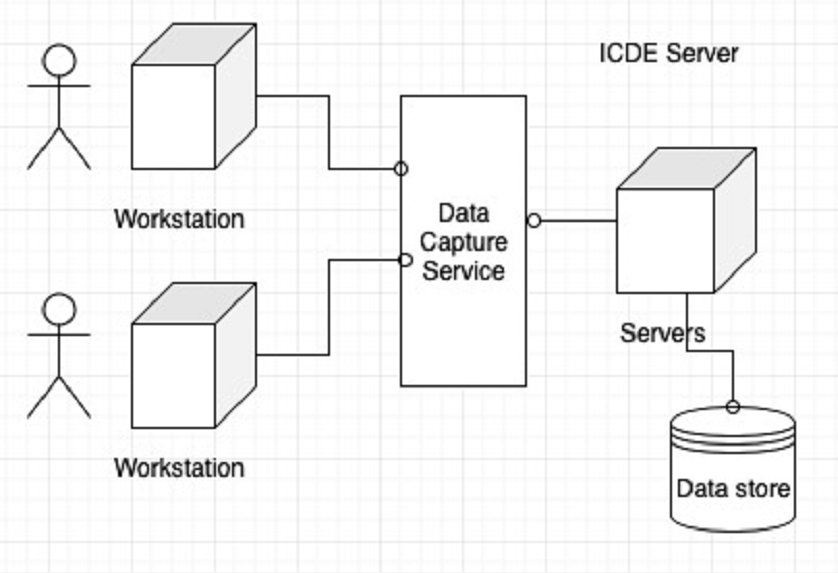 ICDE Server
Workstation
Data
Capture
Service
Servers
Workstation
Data store